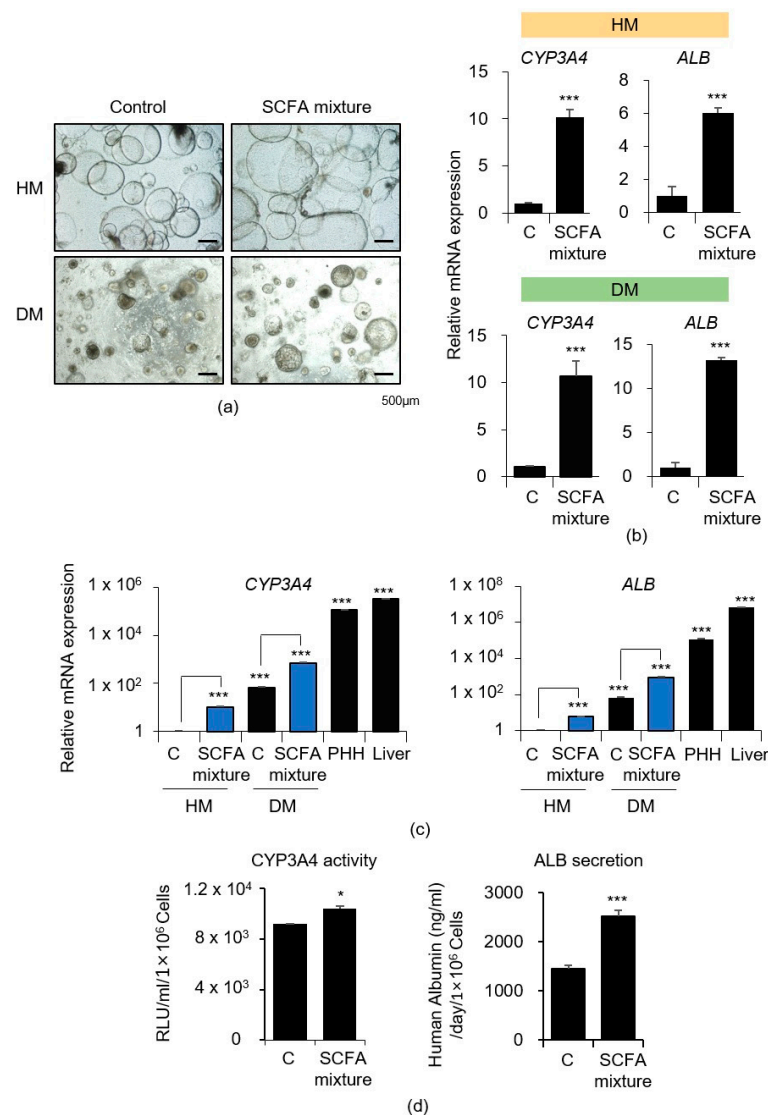 Control
SCFA mixture
HM
DM
500µm
(a)
HM
CYP3A4
ALB
Relative mRNA expression
15
10
5
0
***
C
SCFA
mixture
8
6
4
2
0
***
C
SCFA
mixture
DM
CYP3A4
ALB
15
10
5
0
***
C
SCFA
mixture
20
15
10
5
0
***
C
SCFA
mixture
(b)
Relative mRNA expression
CYP3A4
1 x 10⁶
1 x 10⁴
1 x 10²
1
***
***
***
***
***
C
SCFA
mixture
C
SCFA
mixture
PHH
Liver
HM
DM
ALB
1 x 10⁸
1 x 10⁶
1 x 10⁴
1 x 10²
1
***
***
***
***
***
C
SCFA
mixture
C
SCFA
mixture
PHH
Liver
HM
DM
(c)
CYP3A4 activity
RLU/ml/1×10⁶ Cells
1.2 x 10⁴
8 x 10³
4 x 10³
0
*
C
SCFA
mixture
ALB secretion
Human Albumin (ng/ml)
/day/1×10⁶ Cells
3000
2000
1000
0
***
C
SCFA
mixture
(d)